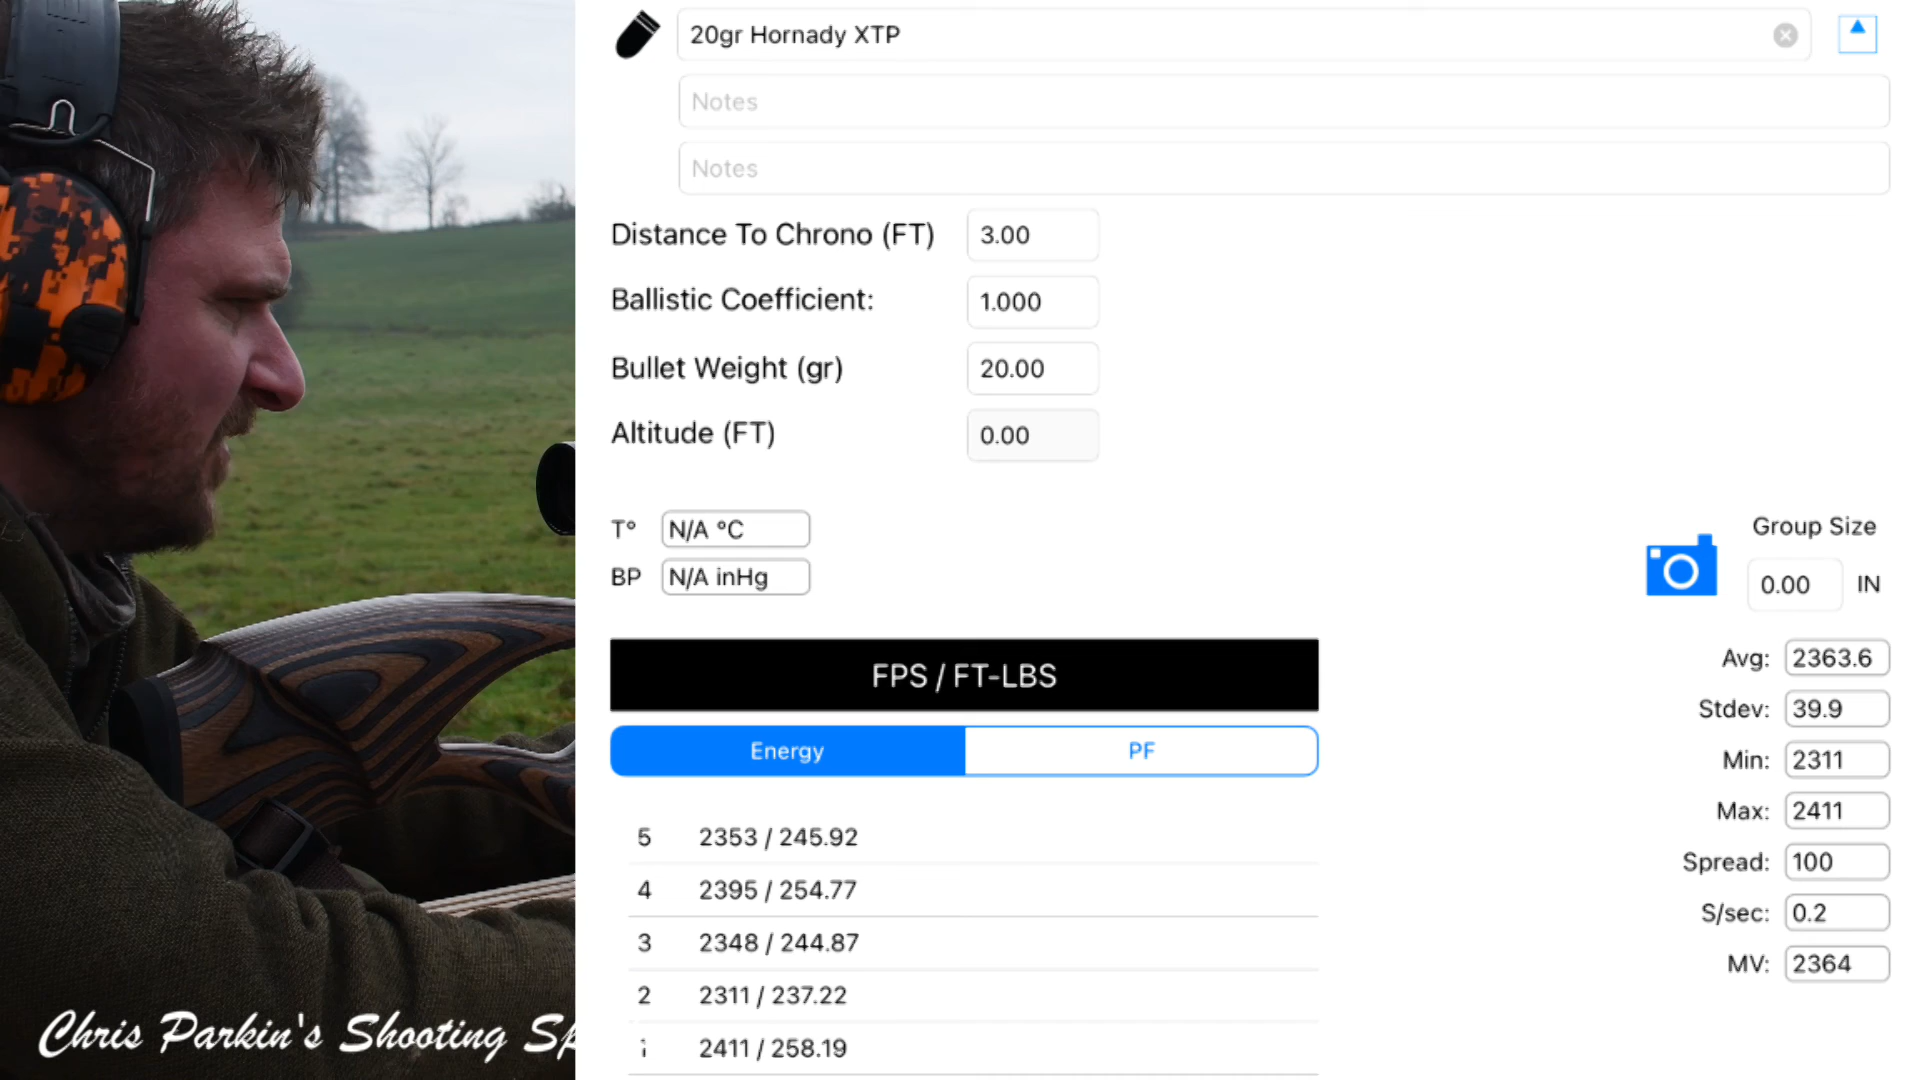 20gr Hornady XTP
Notes
Notes
Distance To Chrono (FT) 3.00
Ballistic Coefficient: 1.000
Bullet Weight (gr) 20.00
Altitude (FT) 0.00
T° N/A °C
BP N/A inHg
Group Size
0.00 IN
FPS / FT-LBS
Energy PF
5 2353 / 245.92
4 2395 / 254.77
3 2348 / 244.87
2 2311 / 237.22
1 2411 / 258.19
Avg: 2363.6
Stdev: 39.9
Min: 2311
Max: 2411
Spread: 100
S/sec: 0.2
MV: 2364
Chris Parkin's Shooting Sp